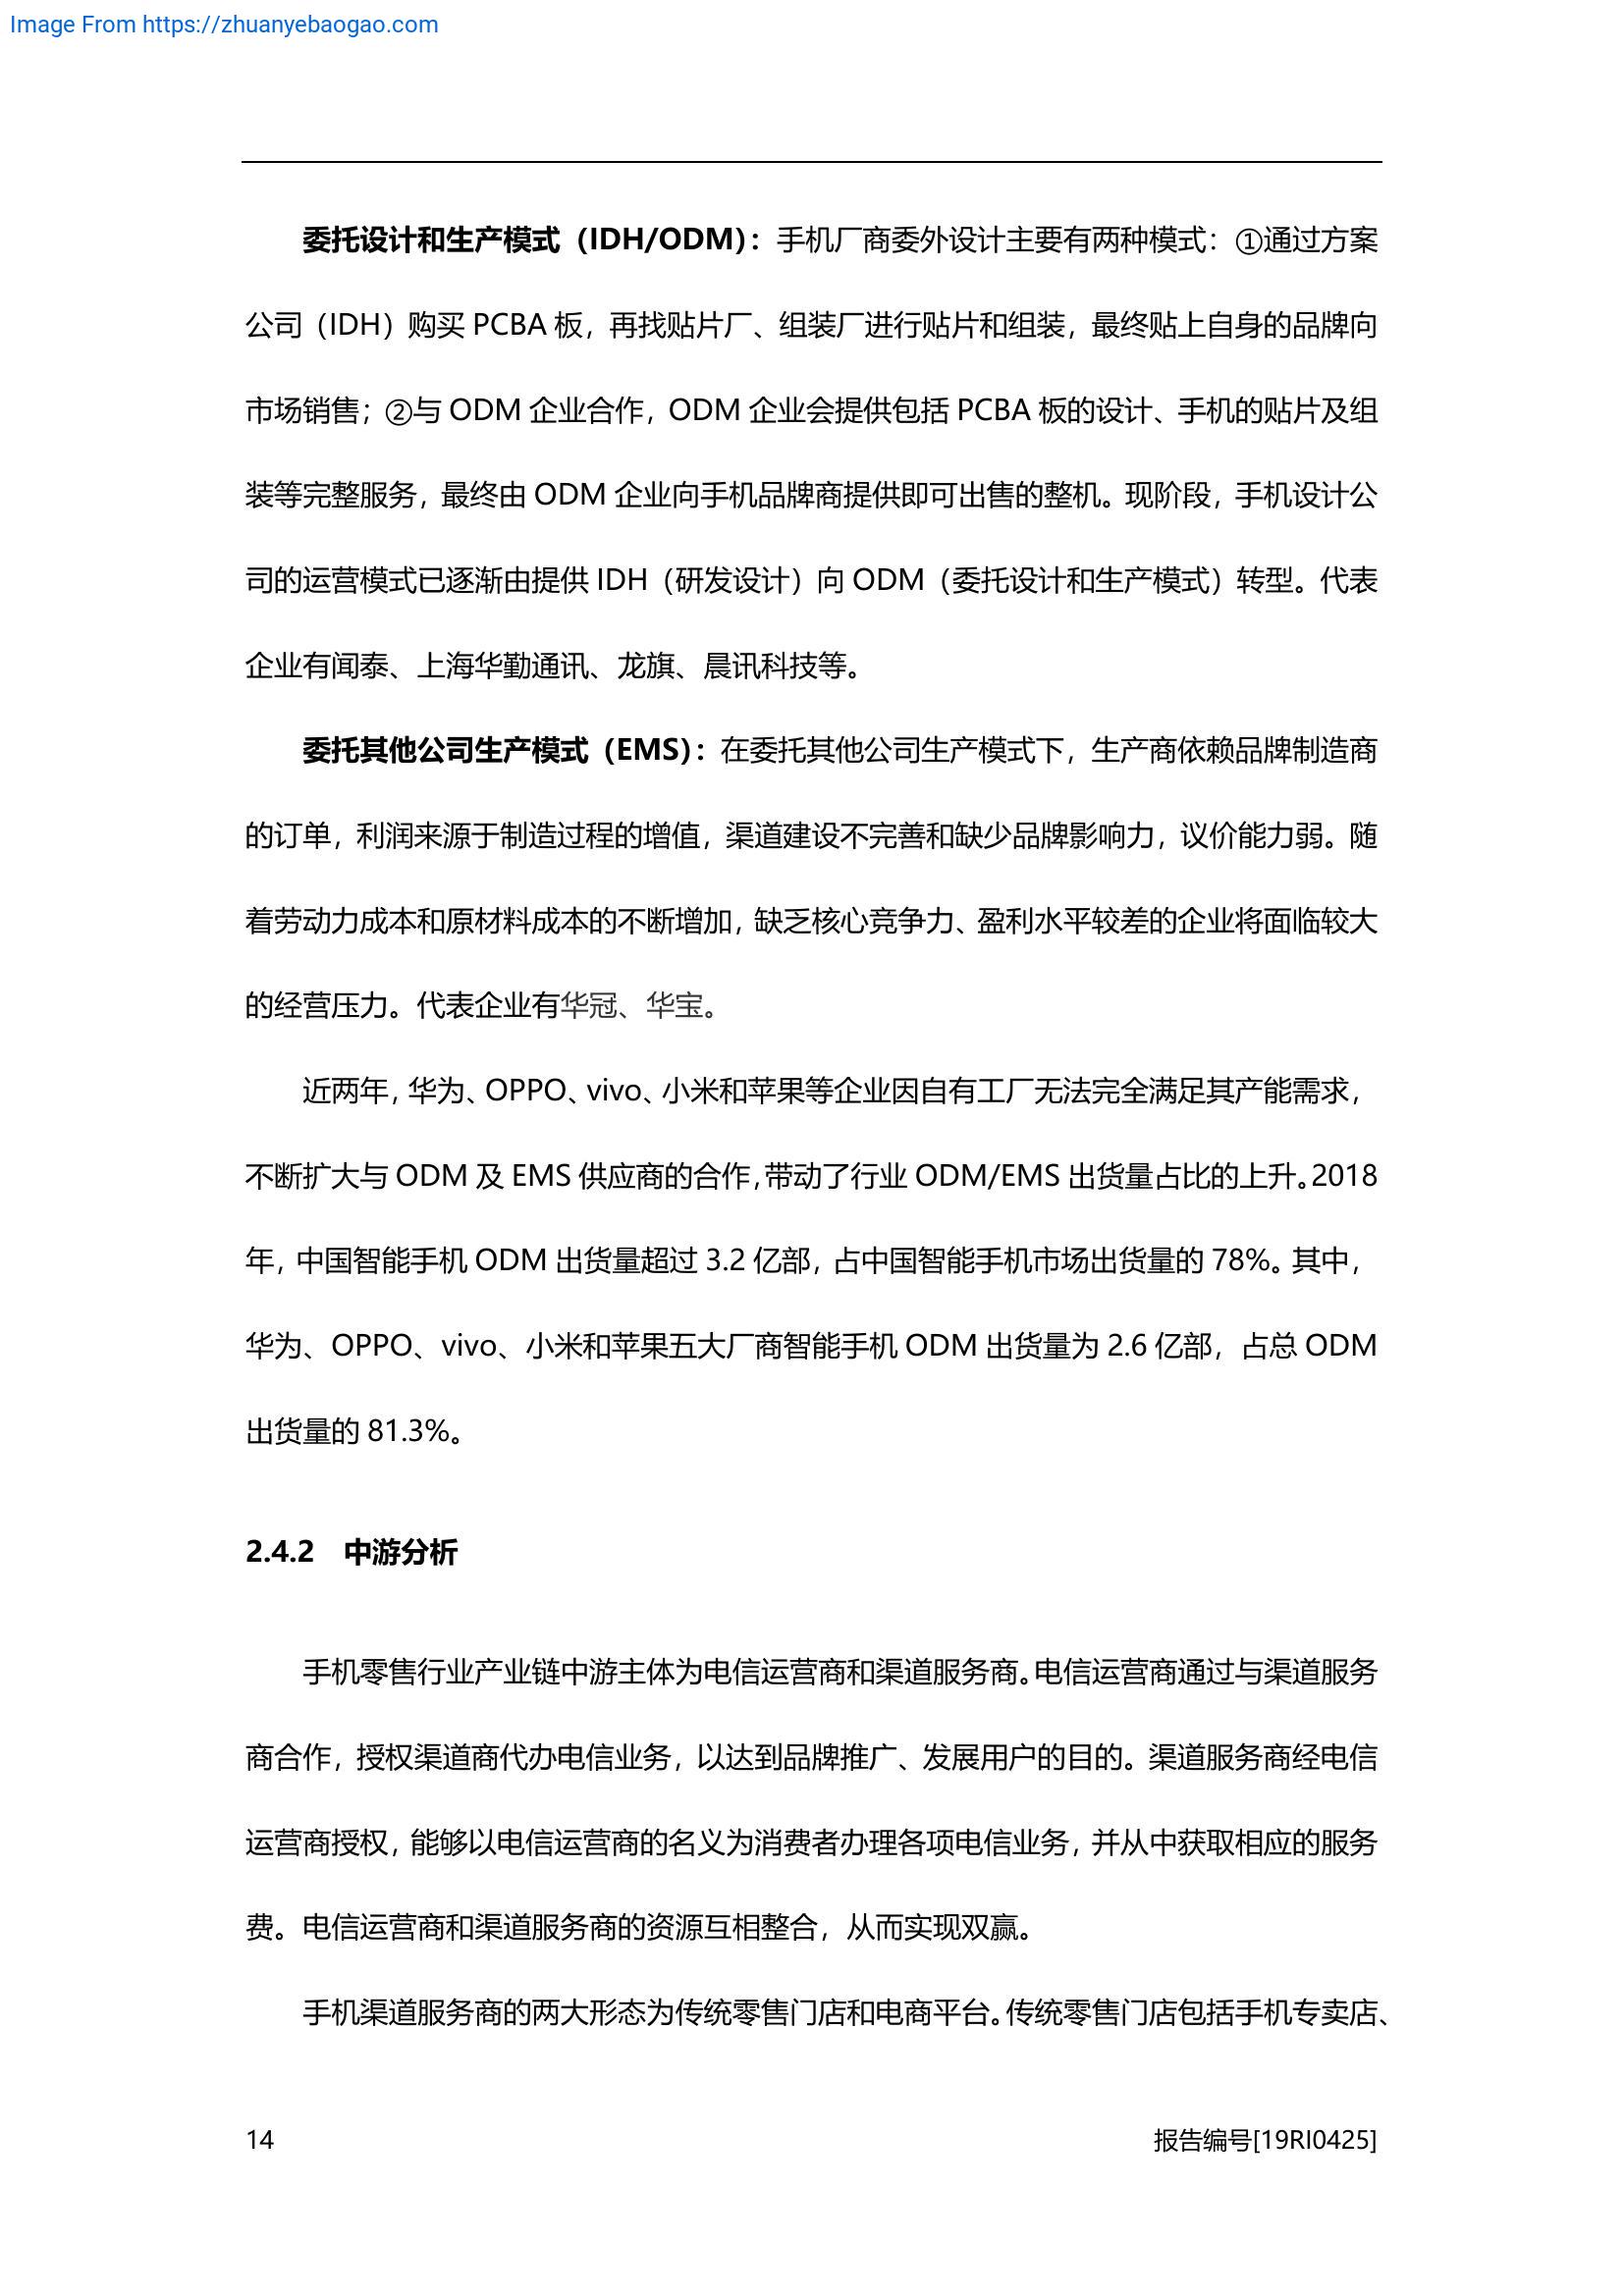 Image From https://zhuanyebaogao.com
委托设计和生产模式（IDH/ODM）：手机厂商委外设计主要有两种模式：①通过方案
公司（IDH）购买 PCBA 板，再找贴片厂、组装厂进行贴片和组装，最终贴上自身的品牌向
市场销售；②与 ODM 企业合作，ODM 企业会提供包括 PCBA 板的设计、手机的贴片及组
装等完整服务，最终由 ODM 企业向手机品牌商提供即可出售的整机。现阶段，手机设计公
司的运营模式已逐渐由提供 IDH（研发设计）向 ODM（委托设计和生产模式）转型。代表
企业有闻泰、上海华勤通讯、龙旗、晨讯科技等。
委托其他公司生产模式（EMS）：在委托其他公司生产模式下，生产商依赖品牌制造商
的订单，利润来源于制造过程的增值，渠道建设不完善和缺少品牌影响力，议价能力弱。随
着劳动力成本和原材料成本的不断增加，缺乏核心竞争力、盈利水平较差的企业将面临较大
的经营压力。代表企业有华冠、华宝。
近两年，华为、OPPO、vivo、小米和苹果等企业因自有工厂无法完全满足其产能需求，
不断扩大与 ODM 及 EMS 供应商的合作，带动了行业 ODM/EMS 出货量占比的上升。2018
年，中国智能手机 ODM 出货量超过 3.2 亿部，占中国智能手机市场出货量的 78%。其中，
华为、OPPO、vivo、小米和苹果五大厂商智能手机 ODM 出货量为 2.6 亿部，占总 ODM
出货量的 81.3%。
2.4.2 中游分析
手机零售行业产业链中游主体为电信运营商和渠道服务商。电信运营商通过与渠道服务
商合作，授权渠道商代办电信业务，以达到品牌推广、发展用户的目的。渠道服务商经电信
运营商授权，能够以电信运营商的名义为消费者办理各项电信业务，并从中获取相应的服务
费。电信运营商和渠道服务商的资源互相整合，从而实现双赢。
手机渠道服务商的两大形态为传统零售门店和电商平台。传统零售门店包括手机专卖店、
14 报告编号[19RI0425]